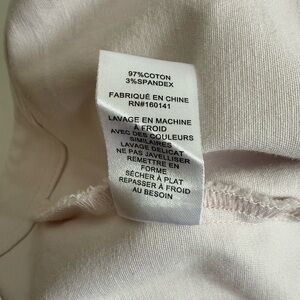 97%COTON
3%SPANDEX
FABRIQUÉ EN CHINE
RN#160141
LAVAGE EN MACHINE
À FROID
AVEC DES COULEURS
SIMILAIRES
LAVAGE DELICAT
NE PAS JAVELLISER
REMETTRE EN
FORME
SÉCHER À PLAT
REPASSER À FROID
AU BESOIN